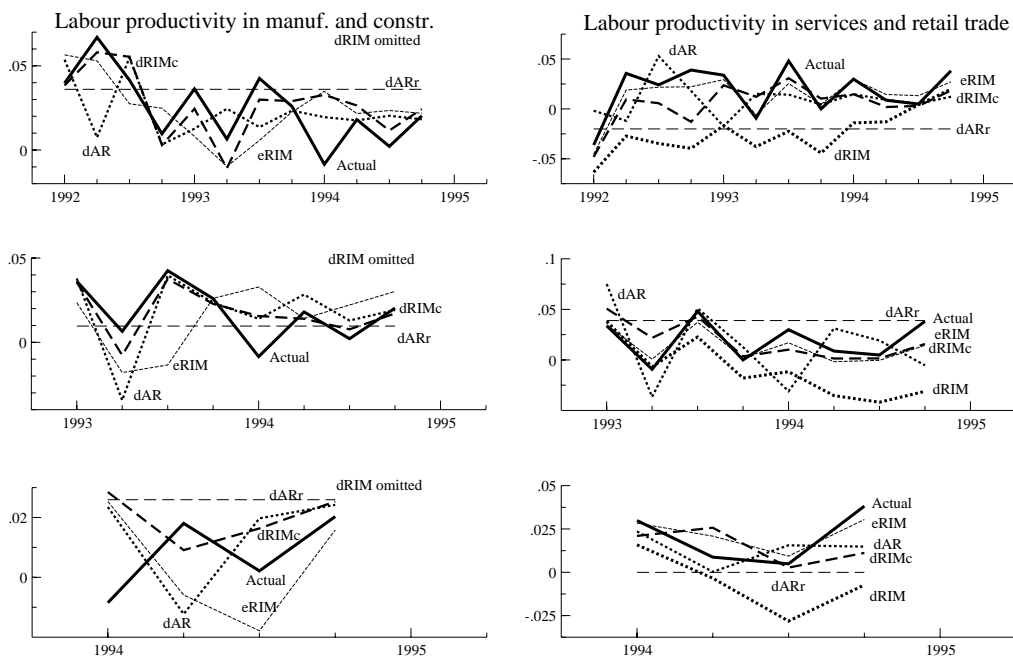 Labour productivity in manuf. and constr.
dRIM omitted
.05
0
dRIMc
dARr
dAR
eRIM
Actual
1992
1993
1994
1995
Labour productivity in services and retail trade
.05
0
-.05
dAR
Actual
eRIM
dRIMc
dARr
dRIM
1992
1993
1994
1995
dRIM omitted
.05
0
dRIMc
dARr
Actual
eRIM
dAR
1993
1994
1995
.1
.05
0
dAR
dARr
Actual
eRIM
dRIMc
dRIM
1993
1994
1995
dRIM omitted
.02
0
dARr
dRIMc
Actual
eRIM
dAR
1994
1995
.05
.025
0
-.025
Actual
eRIM
dAR
dRIMc
dARr
dRIM
1994
1995